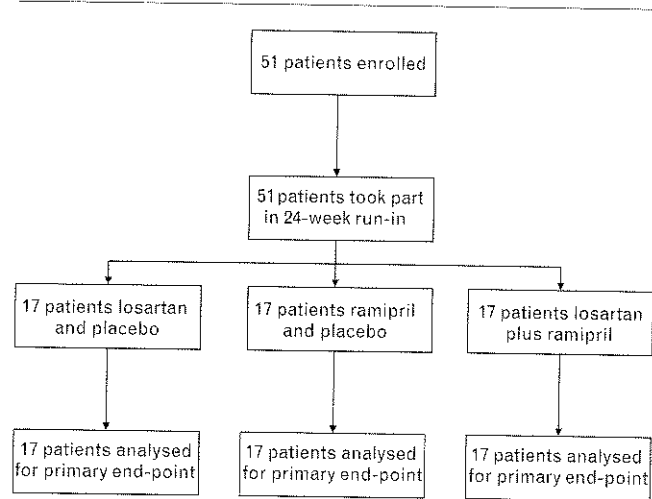 51 patients enrolled
51 patients took part
in 24-week run-in
17 patients losartan
and placebo
17 patients ramipril
and placebo
17 patients losartan
plus ramipril
17 patients analysed
for primary end-point
17 patients analysed
for primary end-point
17 patients analysed
for primary end-point